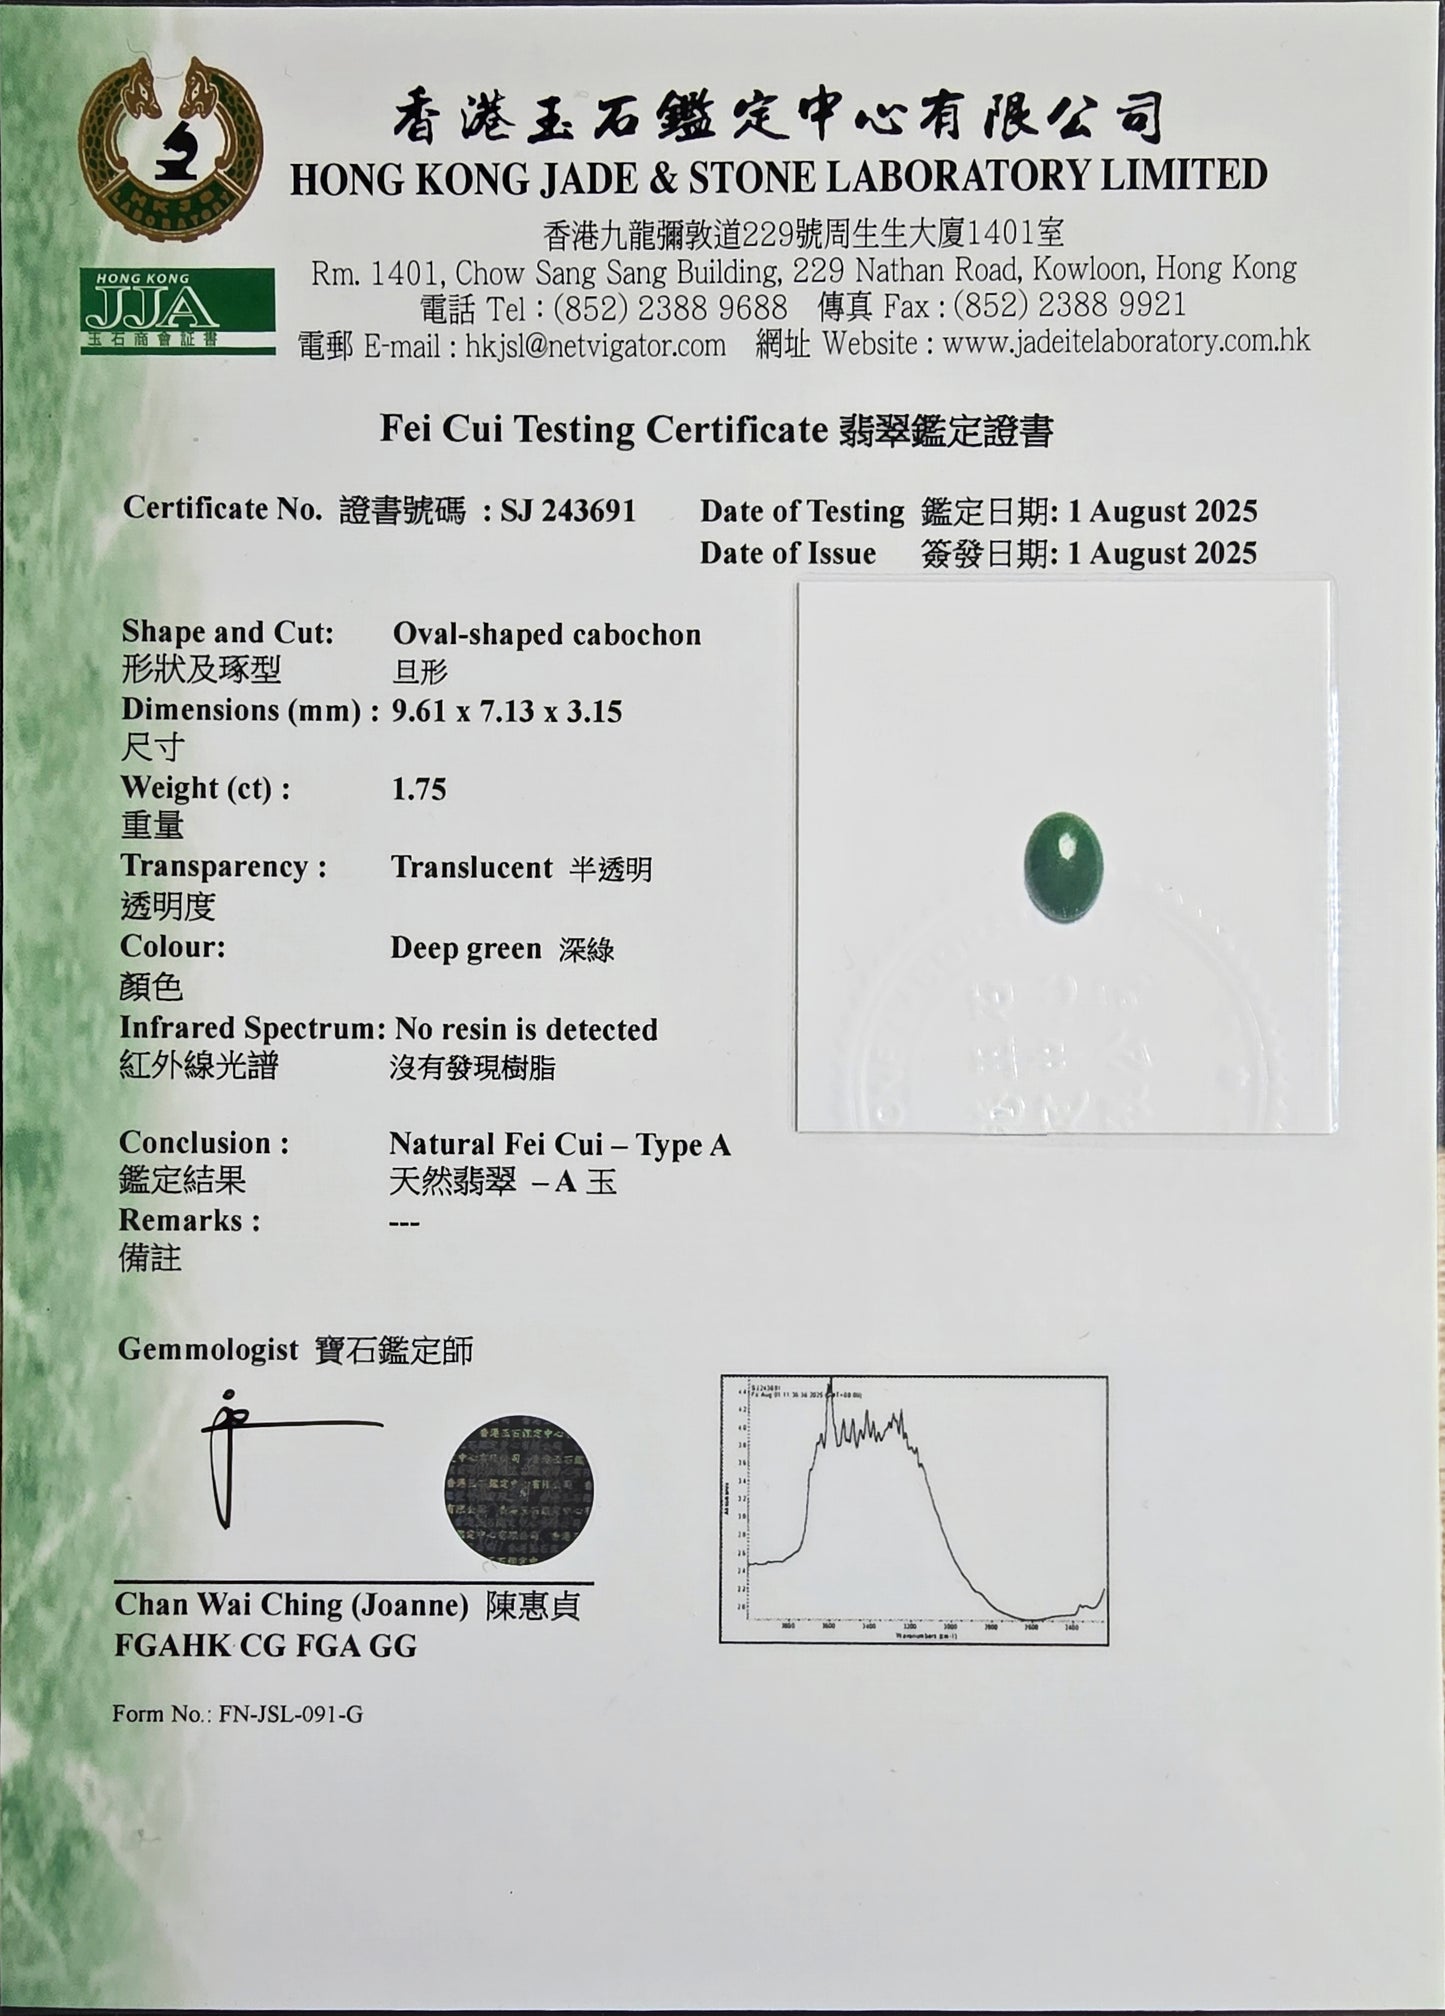 香港玉石鑑定中心有限公司
HONG KONG JADE & STONE LABORATORY LIMITED
HKJSL
LABORATORY
HONG KONG
JJA
玉石商會証書
香港九龍彌敦道229號周生生大廈1401室
Rm. 1401, Chow Sang Sang Building, 229 Nathan Road, Kowloon, Hong Kong
電話 Tel : (852) 2388 9688 傳真 Fax : (852) 2388 9921
電郵 E-mail : hkjsl@netvigator.com 網址 Website : www.jadeitelaboratory.com.hk
Fei Cui Testing Certificate 翡翠鑑定證書
Certificate No. 證書號碼 : SJ 243691 Date of Testing 鑑定日期: 1 August 2025
Date of Issue 簽發日期: 1 August 2025
Shape and Cut: Oval-shaped cabochon
形狀及琢型 旦形
Dimensions (mm) : 9.61 x 7.13 x 3.15
尺寸
Weight (ct) : 1.75
重量
Transparency : Translucent 半透明
透明度
Colour: Deep green 深綠
顏色
Infrared Spectrum: No resin is detected
紅外線光譜 沒有發現樹脂
Conclusion : Natural Fei Cui – Type A
鑑定結果 天然翡翠 – A 玉
Remarks : ---
備註
Gemmologist 寶石鑑定師
Chan Wai Ching (Joanne) 陳惠貞
FGAHK CG FGA GG
SJ243691
Wavenumbers (cm-1)
Form No.: FN-JSL-091-G